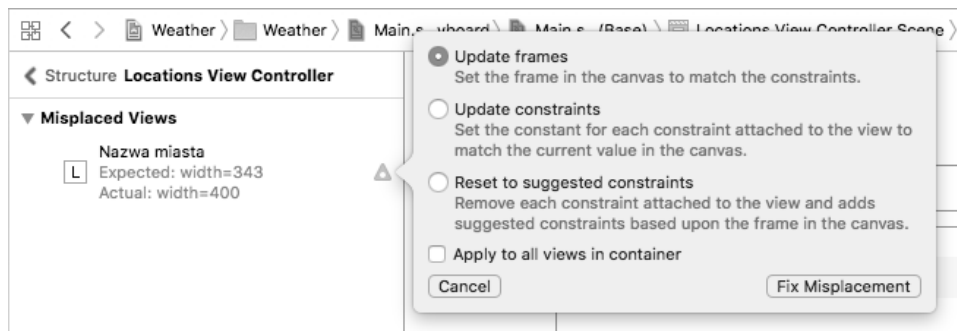 Weather Weather Main.s...yboard Main.s...(Base) Locations View Controller Scene
Structure Locations View Controller
Misplaced Views
Nazwa miasta
L
Expected: width=343
Actual: width=400
Update frames
Set the frame in the canvas to match the constraints.
Update constraints
Set the constant for each constraint attached to the view to
match the current value in the canvas.
Reset to suggested constraints
Remove each constraint attached to the view and adds
suggested constraints based upon the frame in the canvas.
Apply to all views in container
Cancel
Fix Misplacement